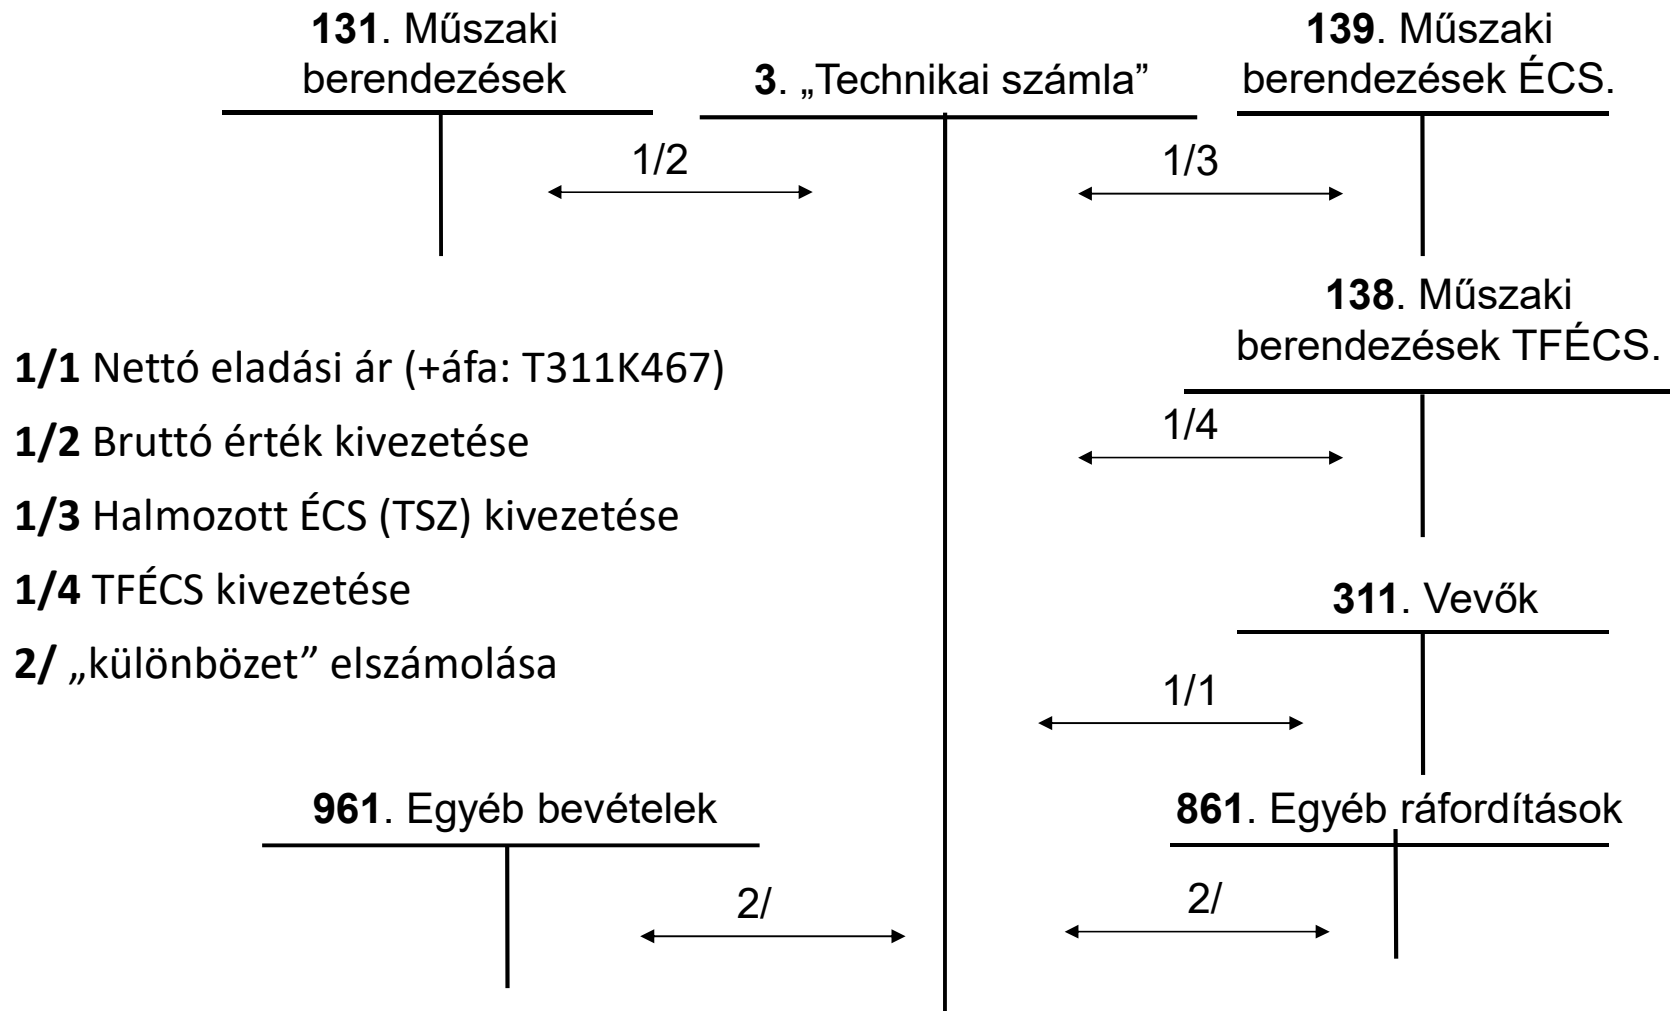 131. Műszaki
berendezések
3. „Technikai számla”
139. Műszaki
berendezések ÉCS.
1/2
1/3
138. Műszaki
berendezések TFÉCS.
1/1 Nettó eladási ár (+áfa: T311K467)
1/2 Bruttó érték kivezetése
1/3 Halmozott ÉCS (TSZ) kivezetése
1/4 TFÉCS kivezetése
2/ „különbözet” elszámolása
1/4
311. Vevők
1/1
961. Egyéb bevételek
861. Egyéb ráfordítások
2/
2/